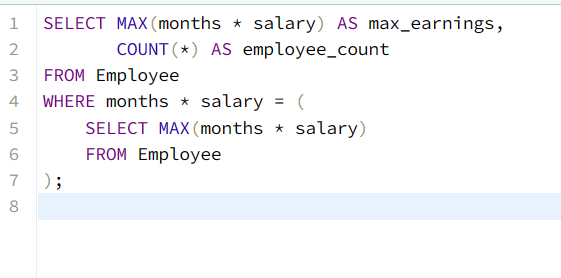 1 SELECT MAX(months * salary) AS max_earnings,
2        COUNT(*) AS employee_count
3 FROM Employee
4 WHERE months * salary = (
5     SELECT MAX(months * salary)
6     FROM Employee
7 );
8